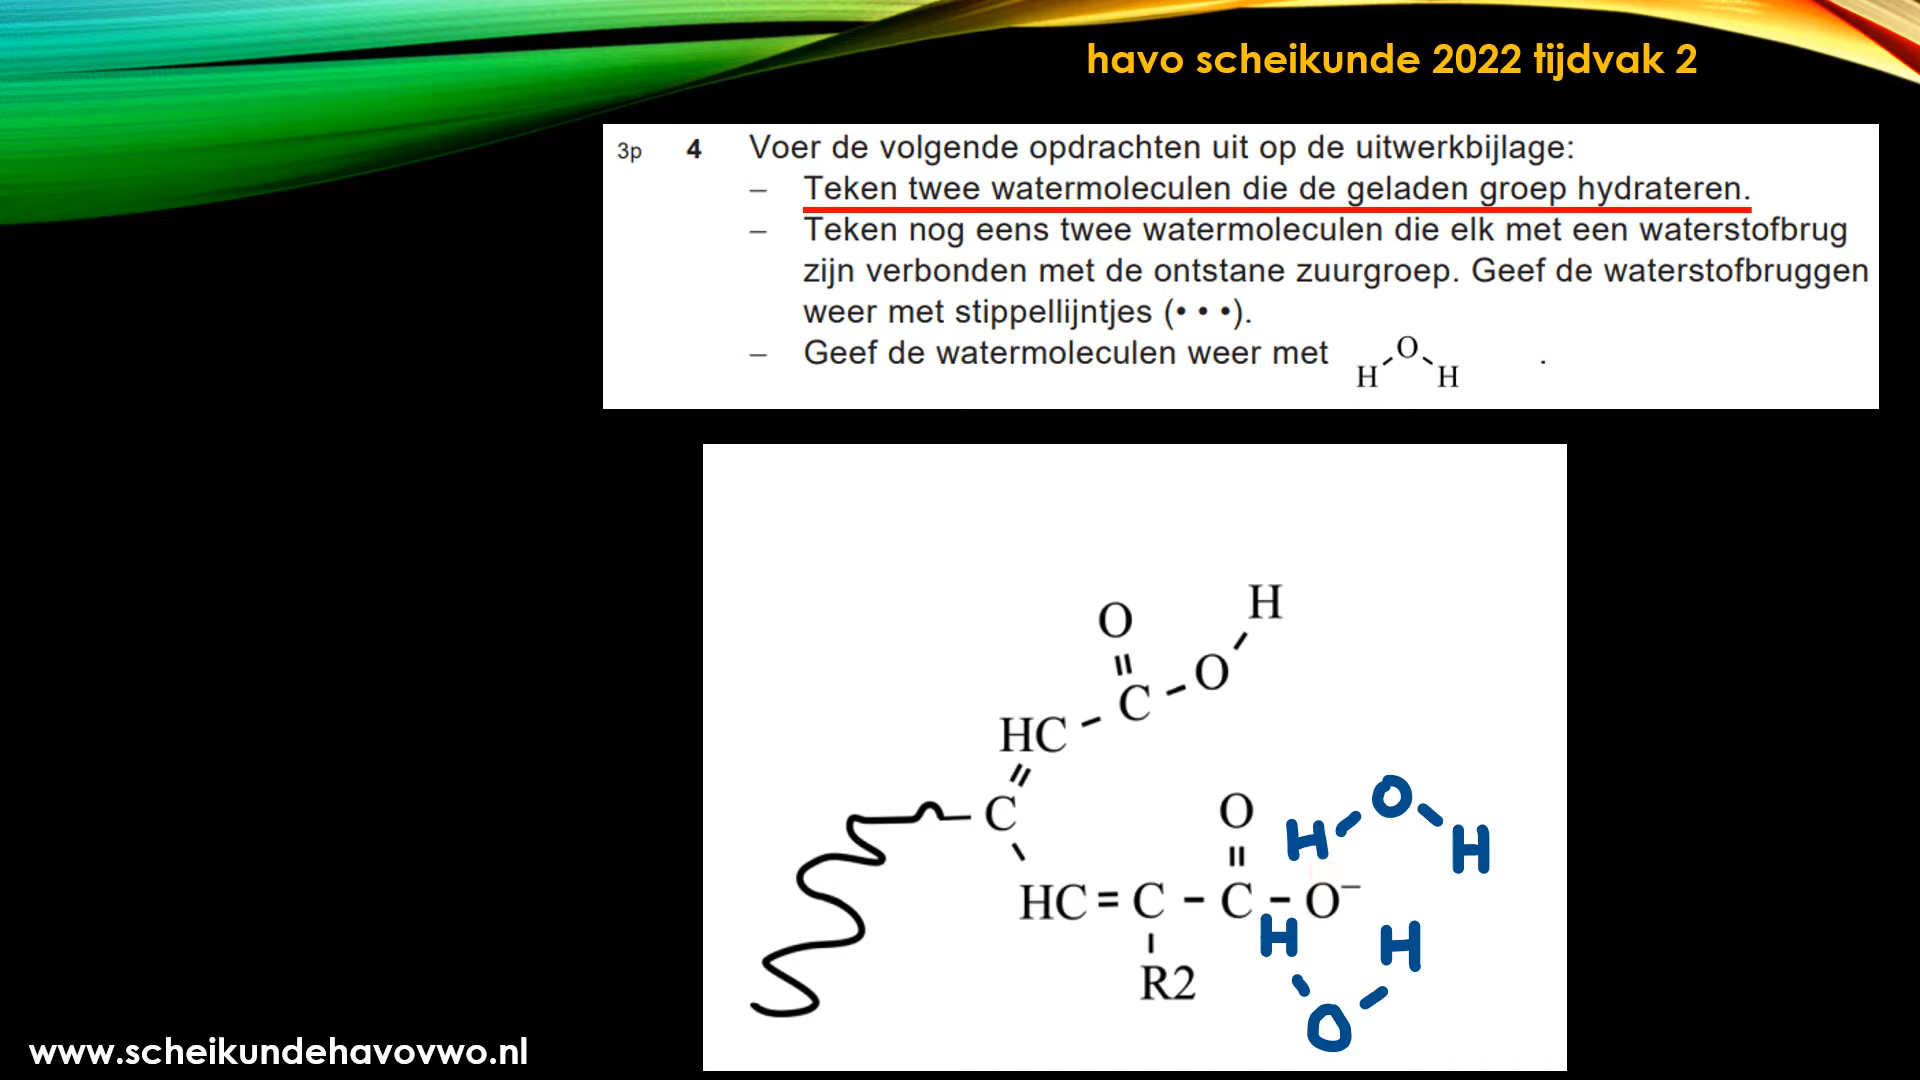 havo scheikunde 2022 tijdvak 2
3p 4 Voer de volgende opdrachten uit op de uitwerkbijlage:
– Teken twee watermoleculen die de geladen groep hydrateren.
– Teken nog eens twee watermoleculen die elk met een waterstofbrug
zijn verbonden met de ontstane zuurgroep. Geef de waterstofbruggen
weer met stippellijntjes (• • •).
– Geef de watermoleculen weer met H O H .
H
O
O
C
HC
O
C
O
H
H
HC = C – C – O⁻
H
H
R2
O
www.scheikundehavovwo.nl